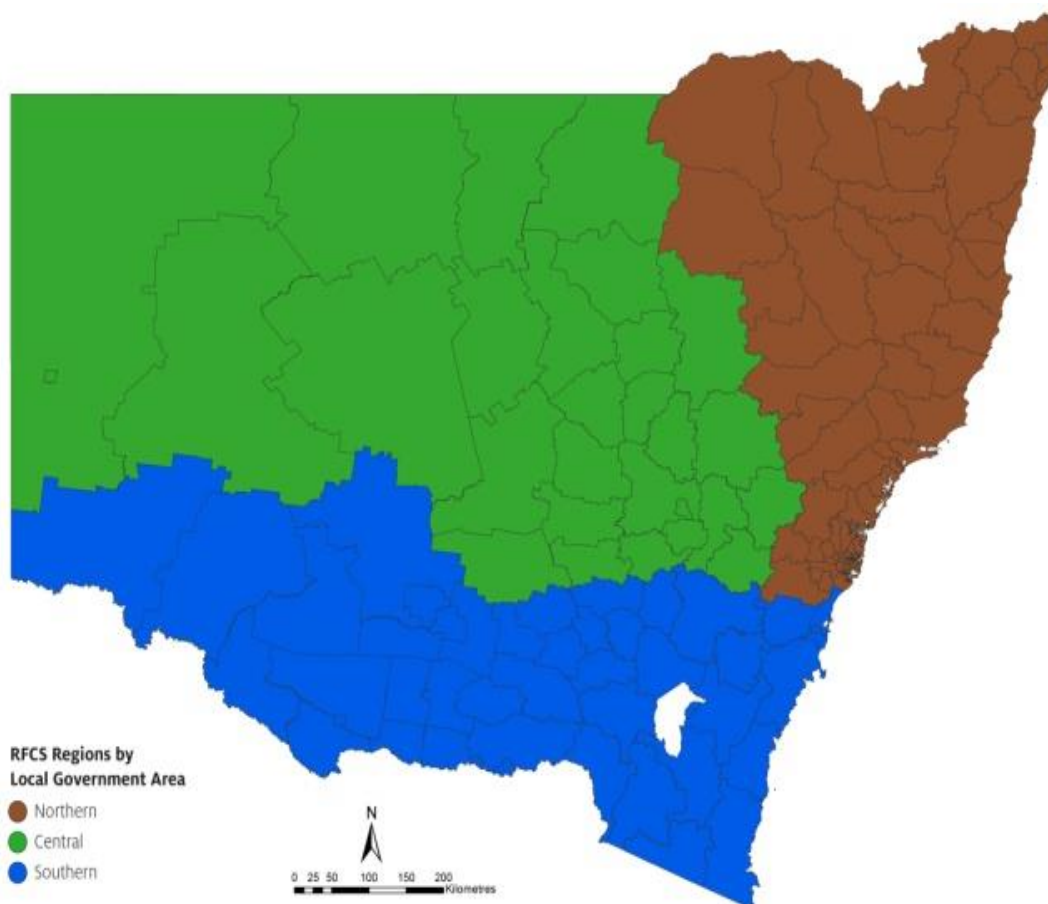 RFCS Regions by
Local Government Area
Northern
Central
Southern
N
0 25 50 100 150 200
Kilometres